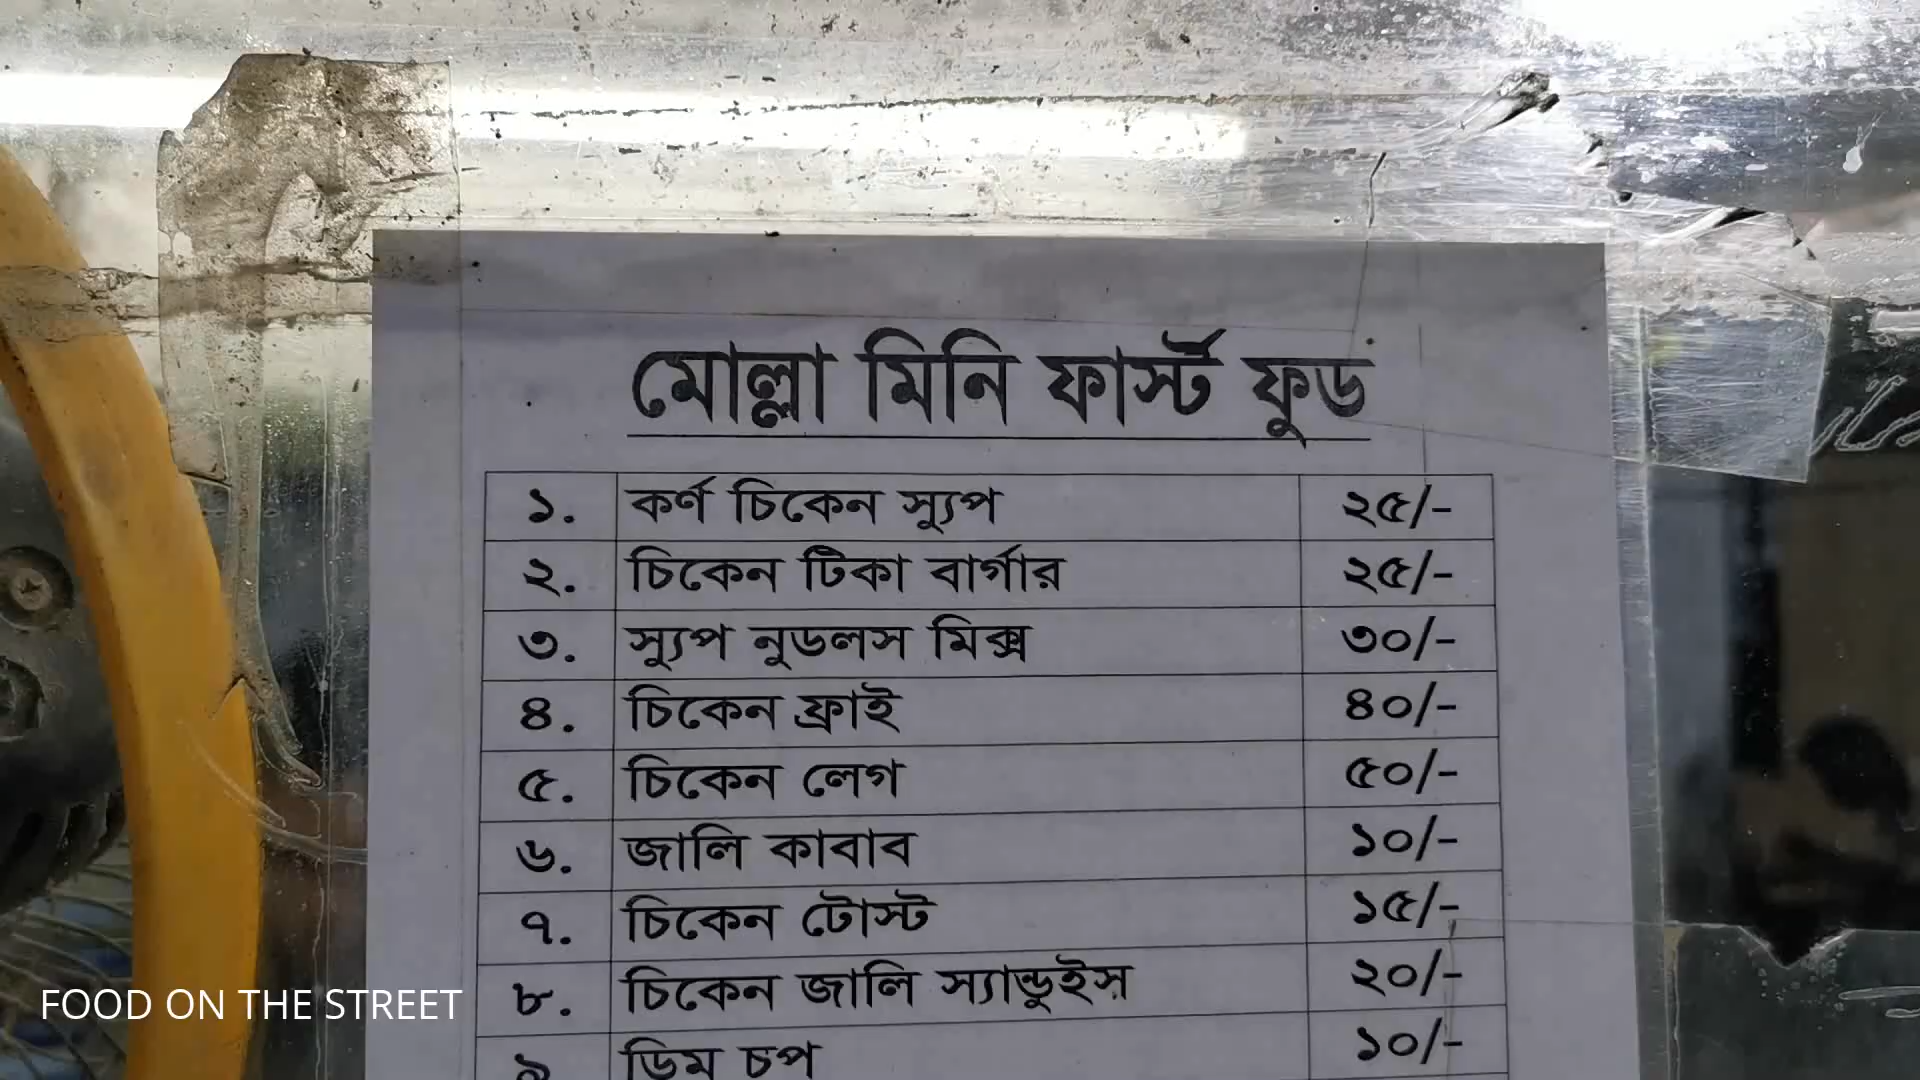 মোল্লা মিনি ফার্স্ট ফুড
১. কর্ণ চিকেন স্যুপ ২৫/-
২. চিকেন টিকা বার্গার ২৫/-
৩. স্যুপ নুডলস মিক্স ৩০/-
৪. চিকেন ফ্রাই ৪০/-
৫. চিকেন লেগ ৫০/-
৬. জালি কাবাব ১০/-
৭. চিকেন টোস্ট ১৫/-
৮. চিকেন জালি স্যান্ডুইস ২০/-
৯ ডিম চপ ১০/-
FOOD ON THE STREET